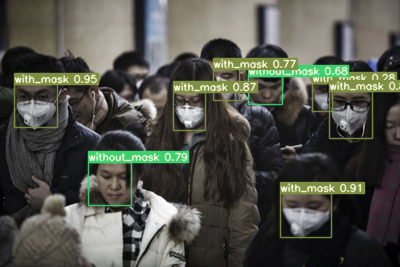 with_mask 0.77
without_mask 0.68
with_mask 0.95
with_mask 0.28
with_mask 0.87
with_mask 0.8
without_mask 0.79
with_mask 0.91